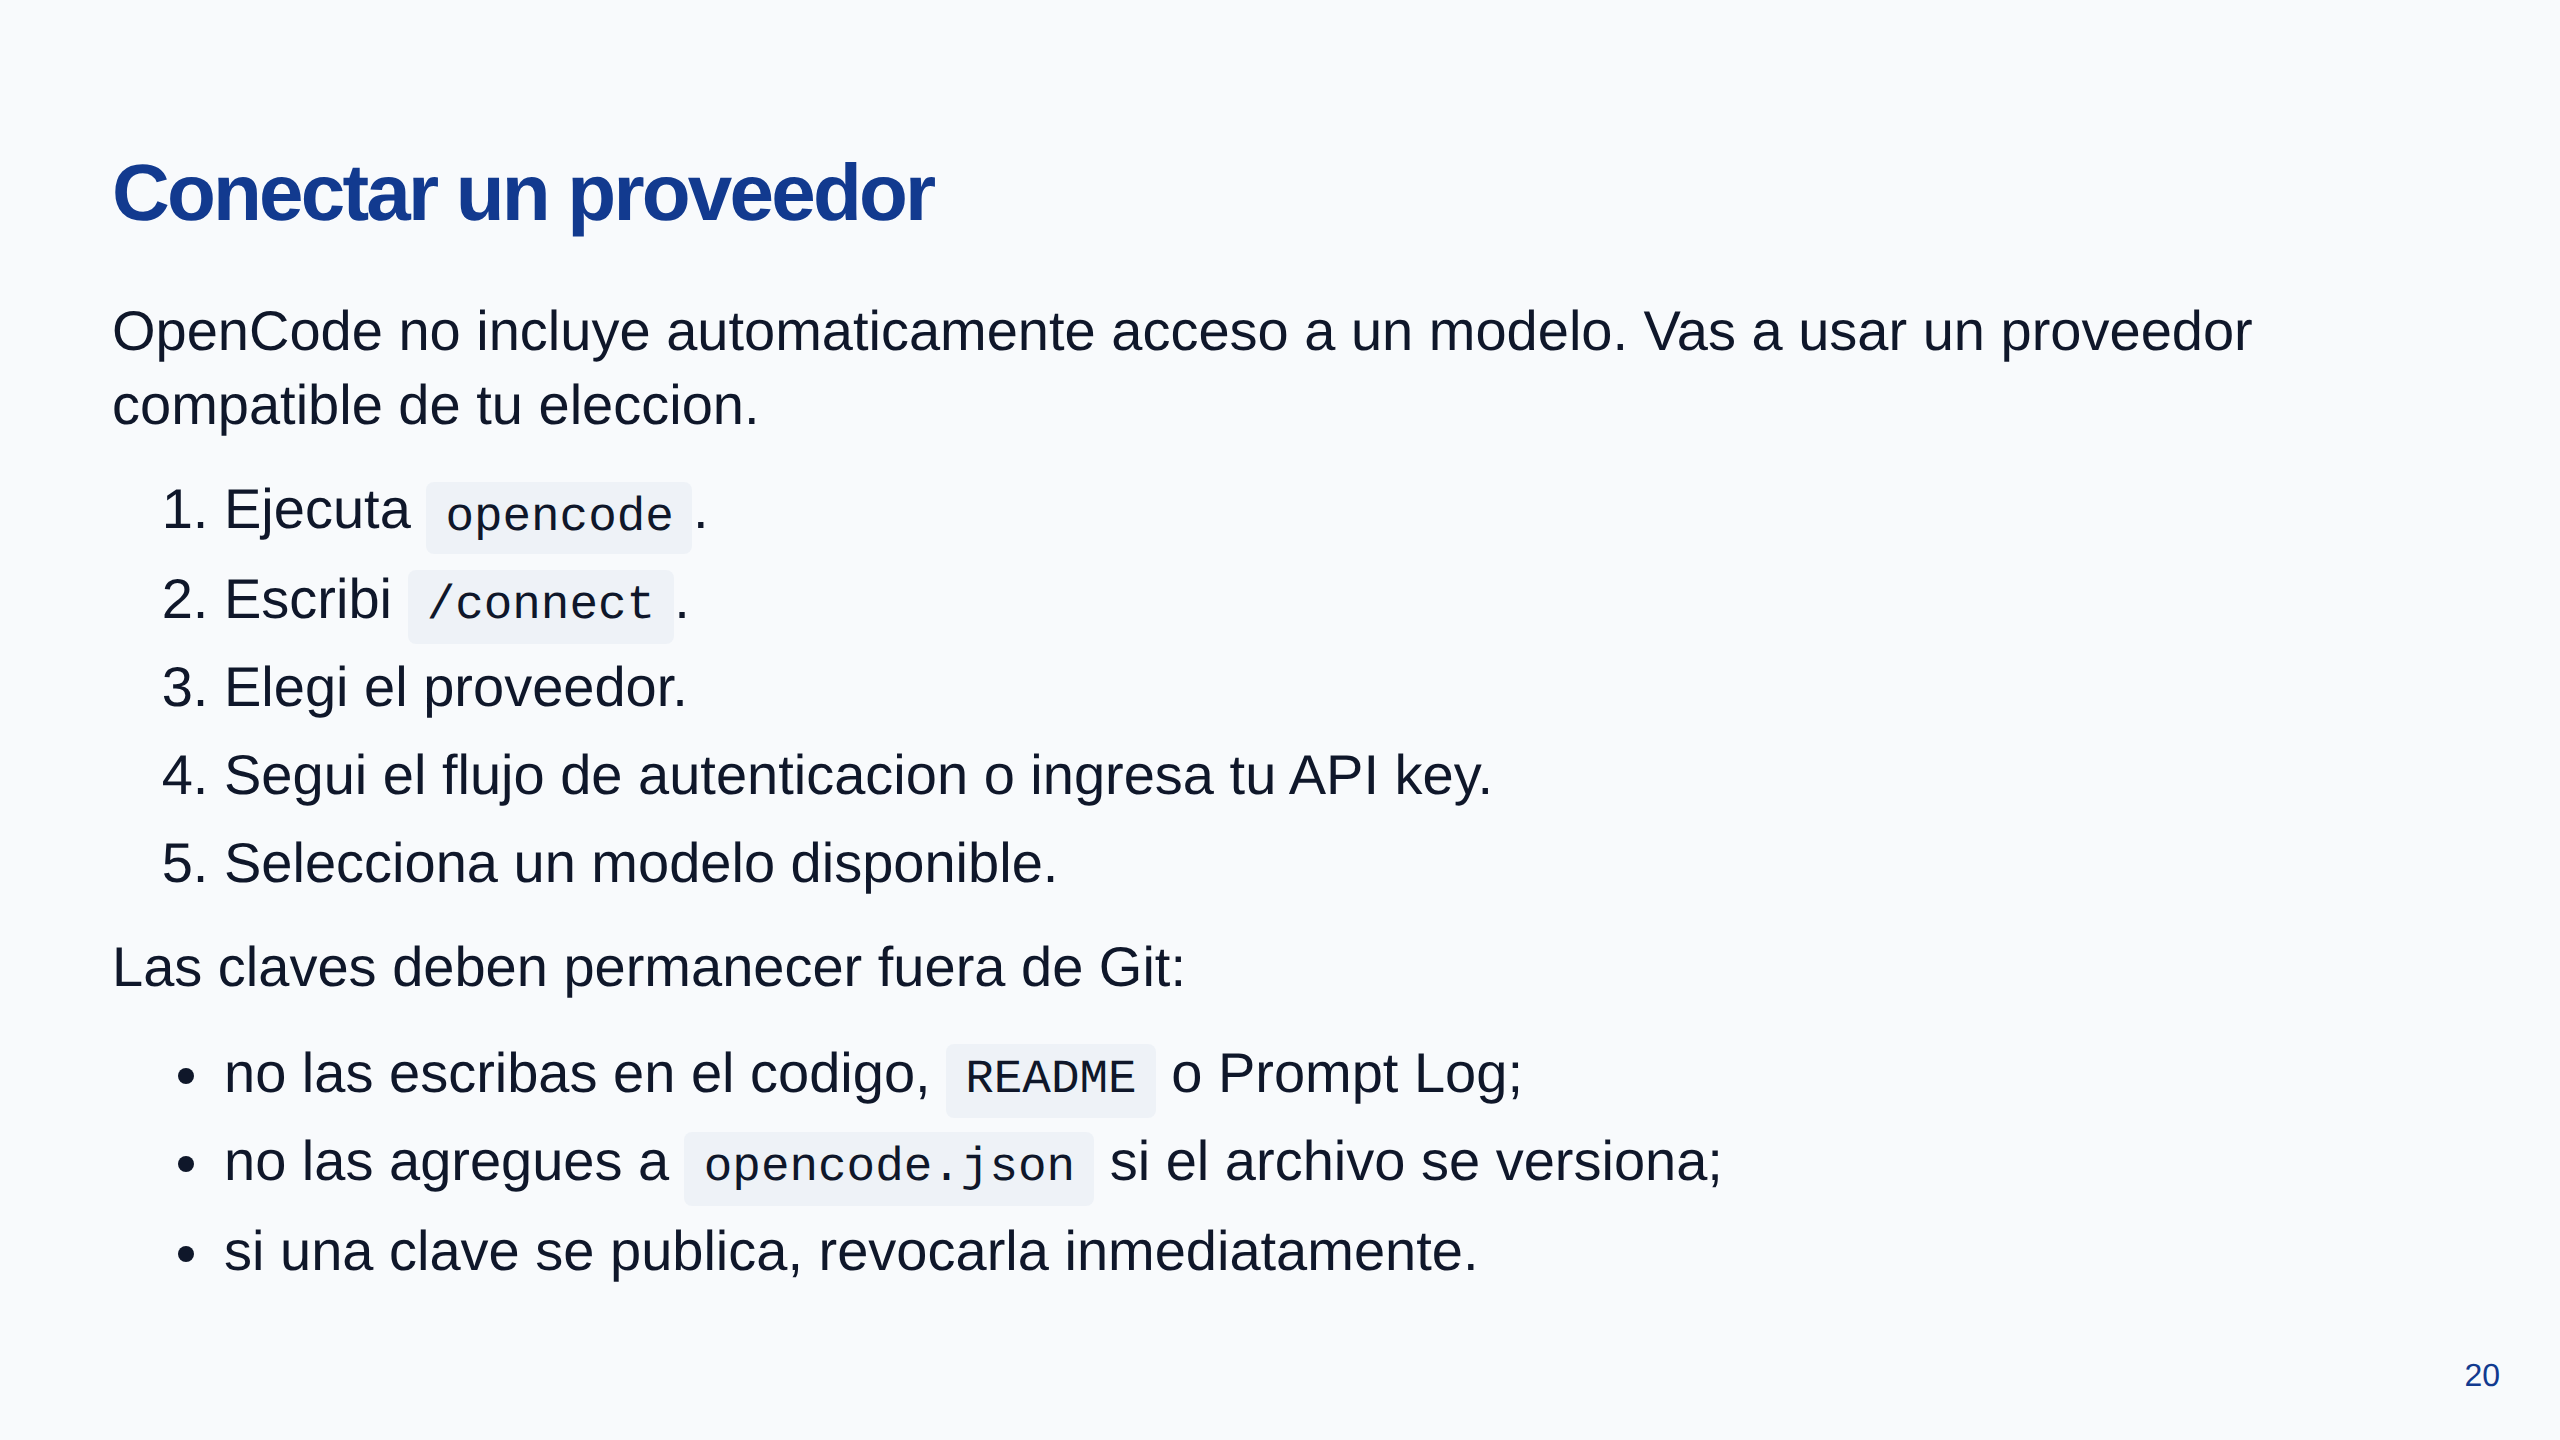 Conectar un proveedor
OpenCode no incluye automaticamente acceso a un modelo. Vas a usar un proveedor
compatible de tu eleccion.
1. Ejecuta opencode.
2. Escribi /connect.
3. Elegi el proveedor.
4. Segui el flujo de autenticacion o ingresa tu API key.
5. Selecciona un modelo disponible.
Las claves deben permanecer fuera de Git:
• no las escribas en el codigo, README o Prompt Log;
• no las agregues a opencode.json si el archivo se versiona;
• si una clave se publica, revocarla inmediatamente.
20